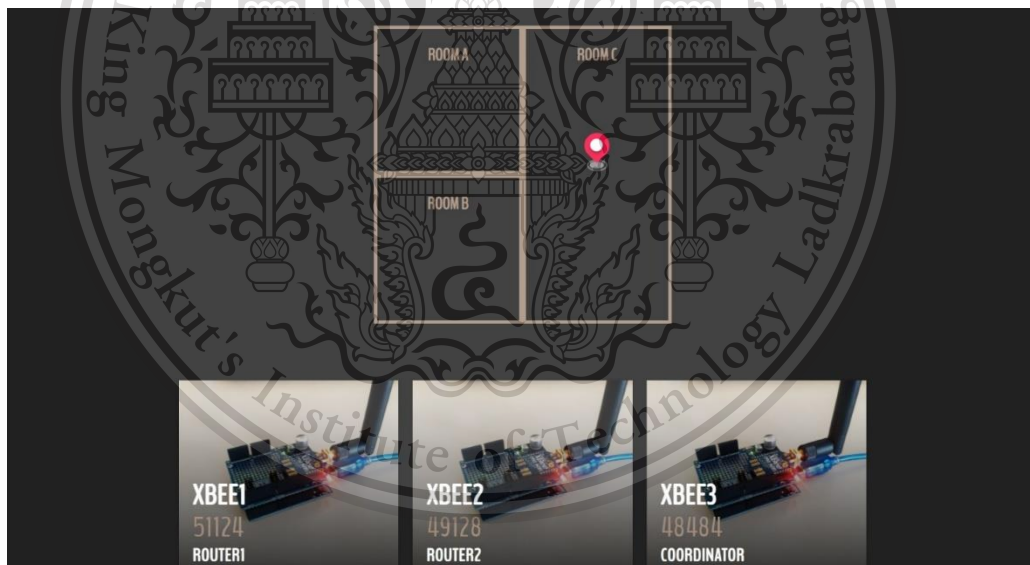 King Mongkut's Institute of Technology Ladkrabang
ROOM A
ROOM C
ROOM B
XBEE1
51124
ROUTER1
XBEE2
49128
ROUTER2
XBEE3
48484
COORDINATOR